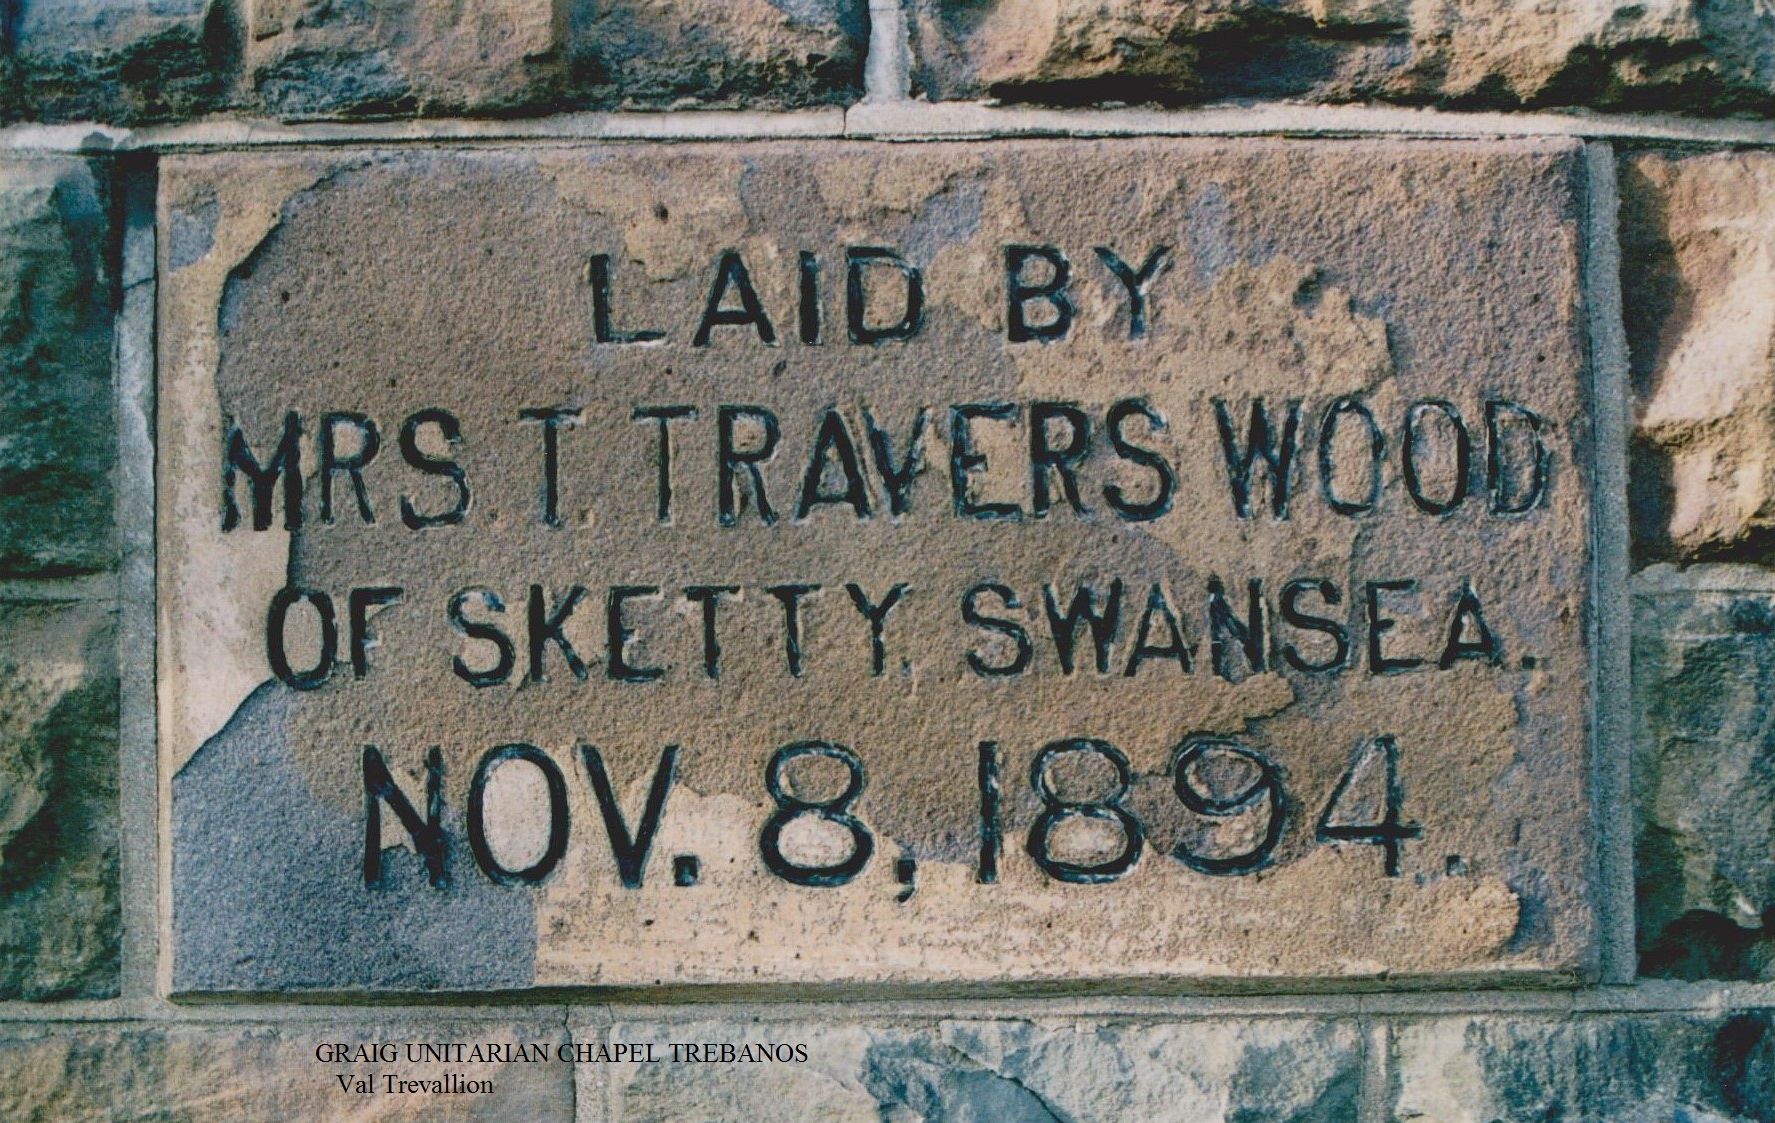 LAID BY
MRS T. TRAVERS WOOD
OF SKETTY, SWANSEA.
NOV. 8, 1894.
GRAIG UNITARIAN CHAPEL TREBANOS
Val Trevallion